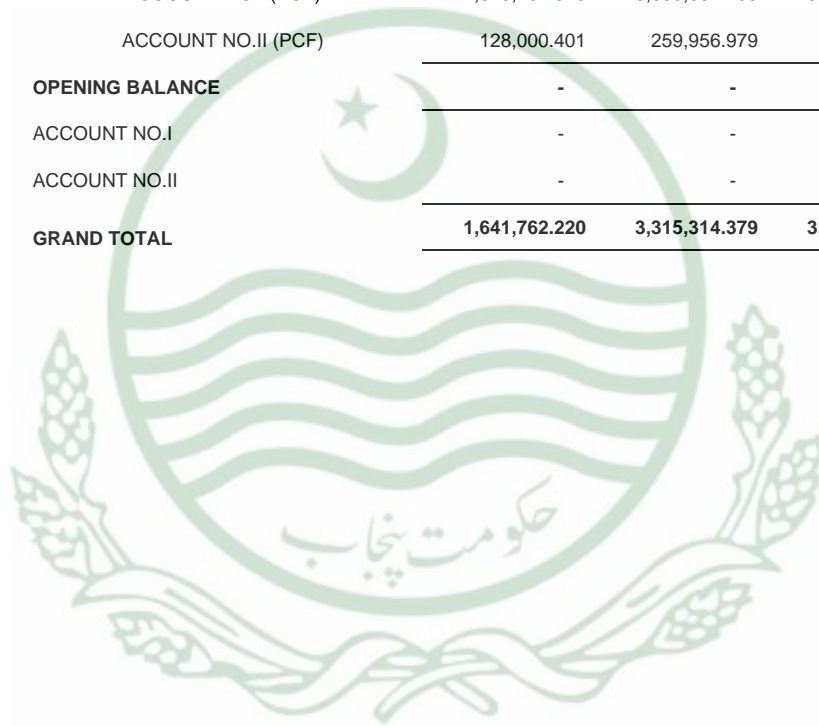 ACCOUNT NO.II (PCF) 128,000.401 259,956.979
OPENING BALANCE - -
ACCOUNT NO.I - -
ACCOUNT NO.II - -
GRAND TOTAL 1,641,762.220 3,315,314.379 3
حکومت پنجاب